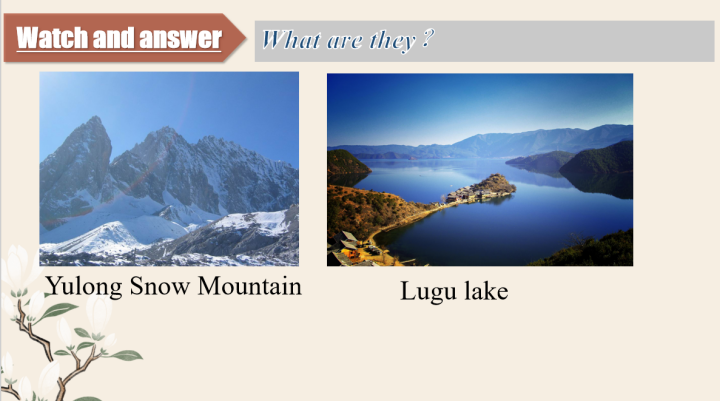 Watch and answer
What are they？
Yulong Snow Mountain
Lugu lake